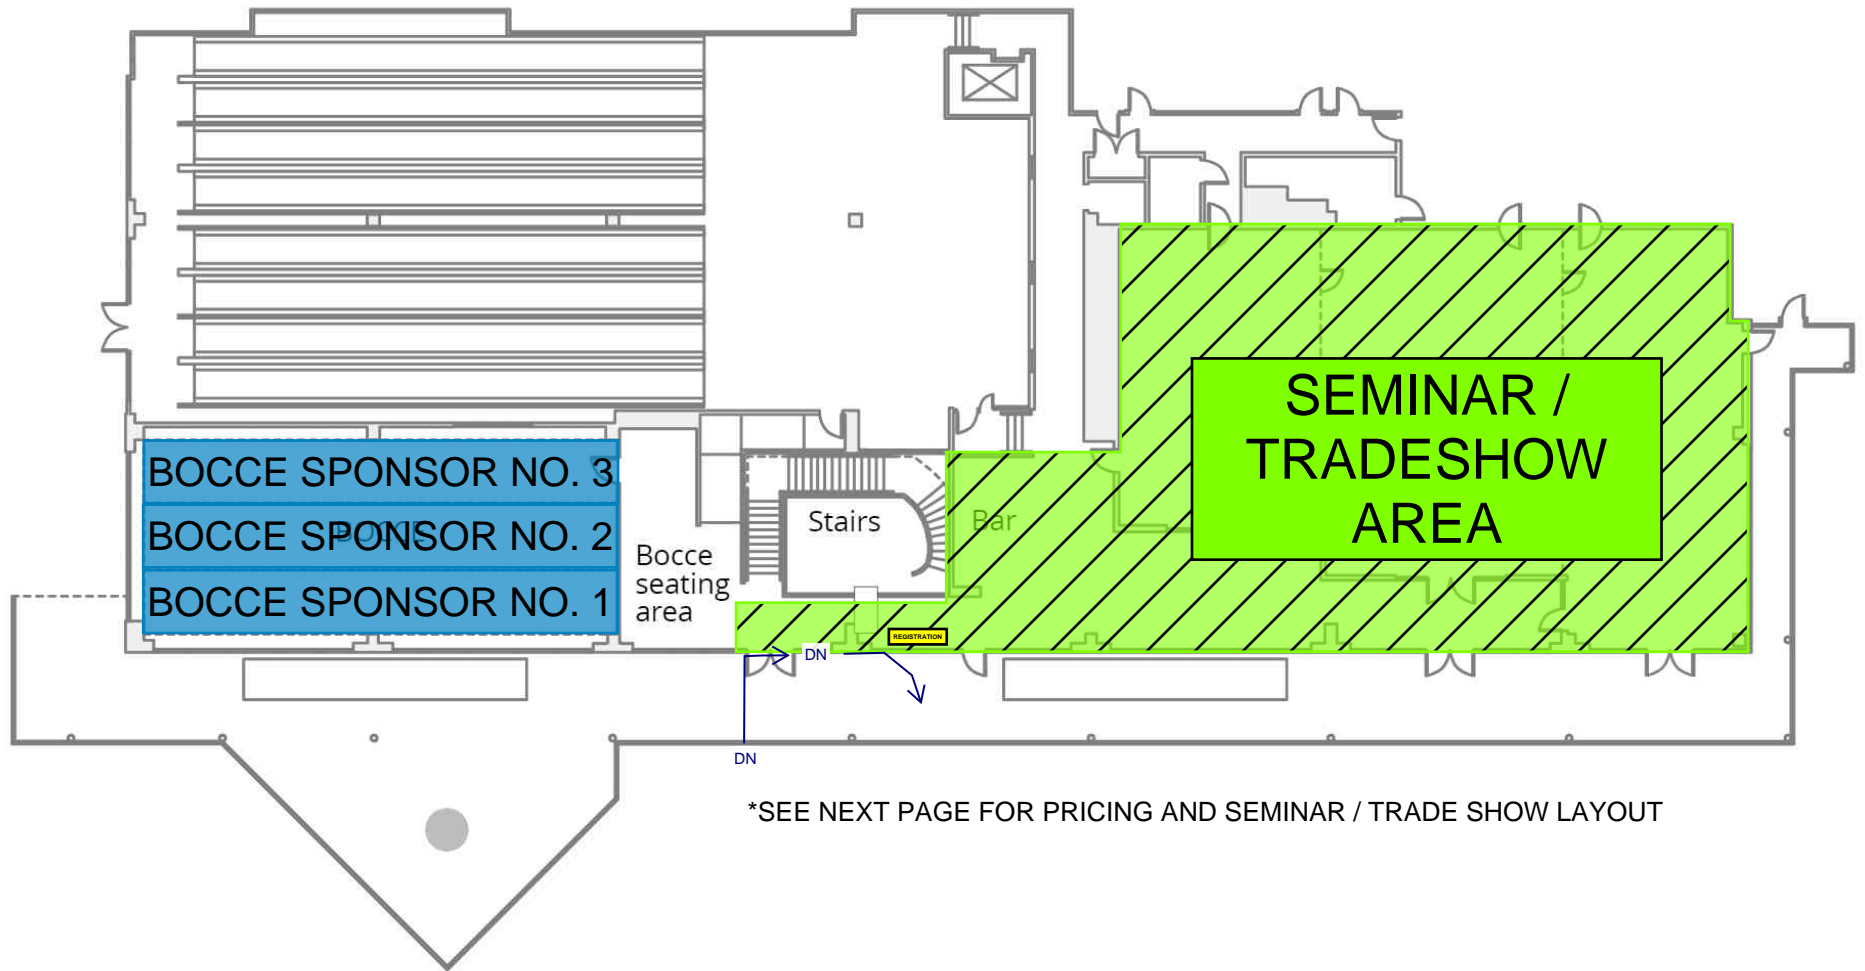 SEMINAR /
TRADESHOW
AREA
BOCCE SPONSOR NO. 3
BOCCE
BOCCE SPONSOR NO. 2
BOCCE SPONSOR NO. 1
Bocce
seating
area
Stairs
Bar
REGISTRATION
DN
DN
*SEE NEXT PAGE FOR PRICING AND SEMINAR / TRADE SHOW LAYOUT